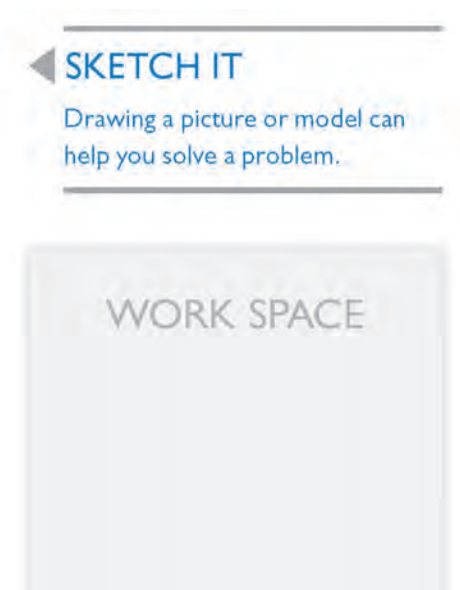 SKETCH IT
Drawing a picture or model can
help you solve a problem.
WORK SPACE